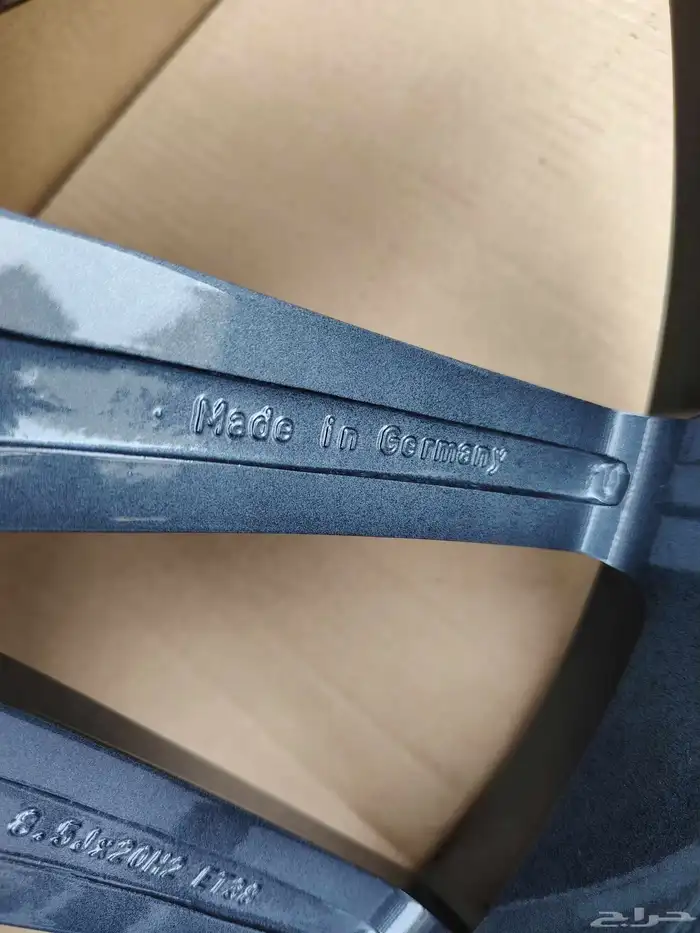 Made in Germany
8.5Jx20H2 ET38
حراج